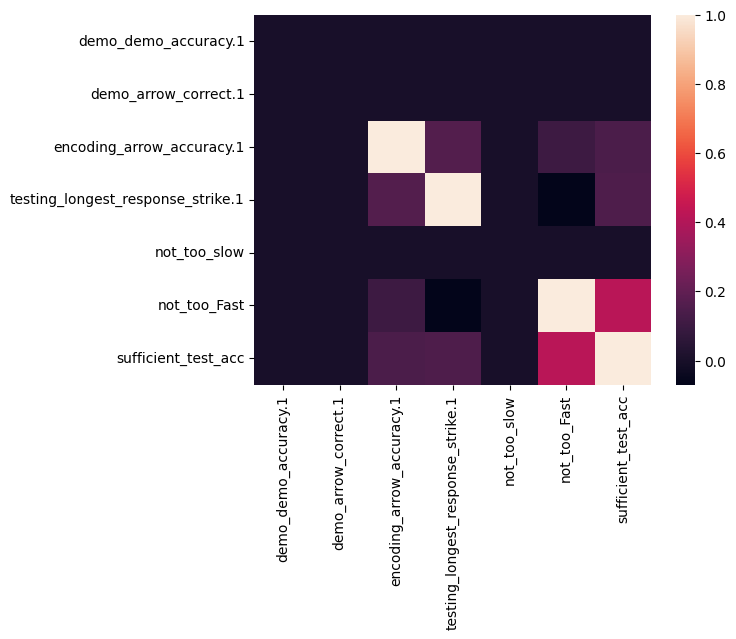 demo_demo_accuracy.1
demo_arrow_correct.1
encoding_arrow_accuracy.1
testing_longest_response_strike.1
not_too_slow
not_too_Fast
sufficient_test_acc
demo_demo_accuracy.1
demo_arrow_correct.1
encoding_arrow_accuracy.1
testing_longest_response_strike.1
not_too_slow
not_too_Fast
sufficient_test_acc
1.0
0.8
0.6
0.4
0.2
0.0